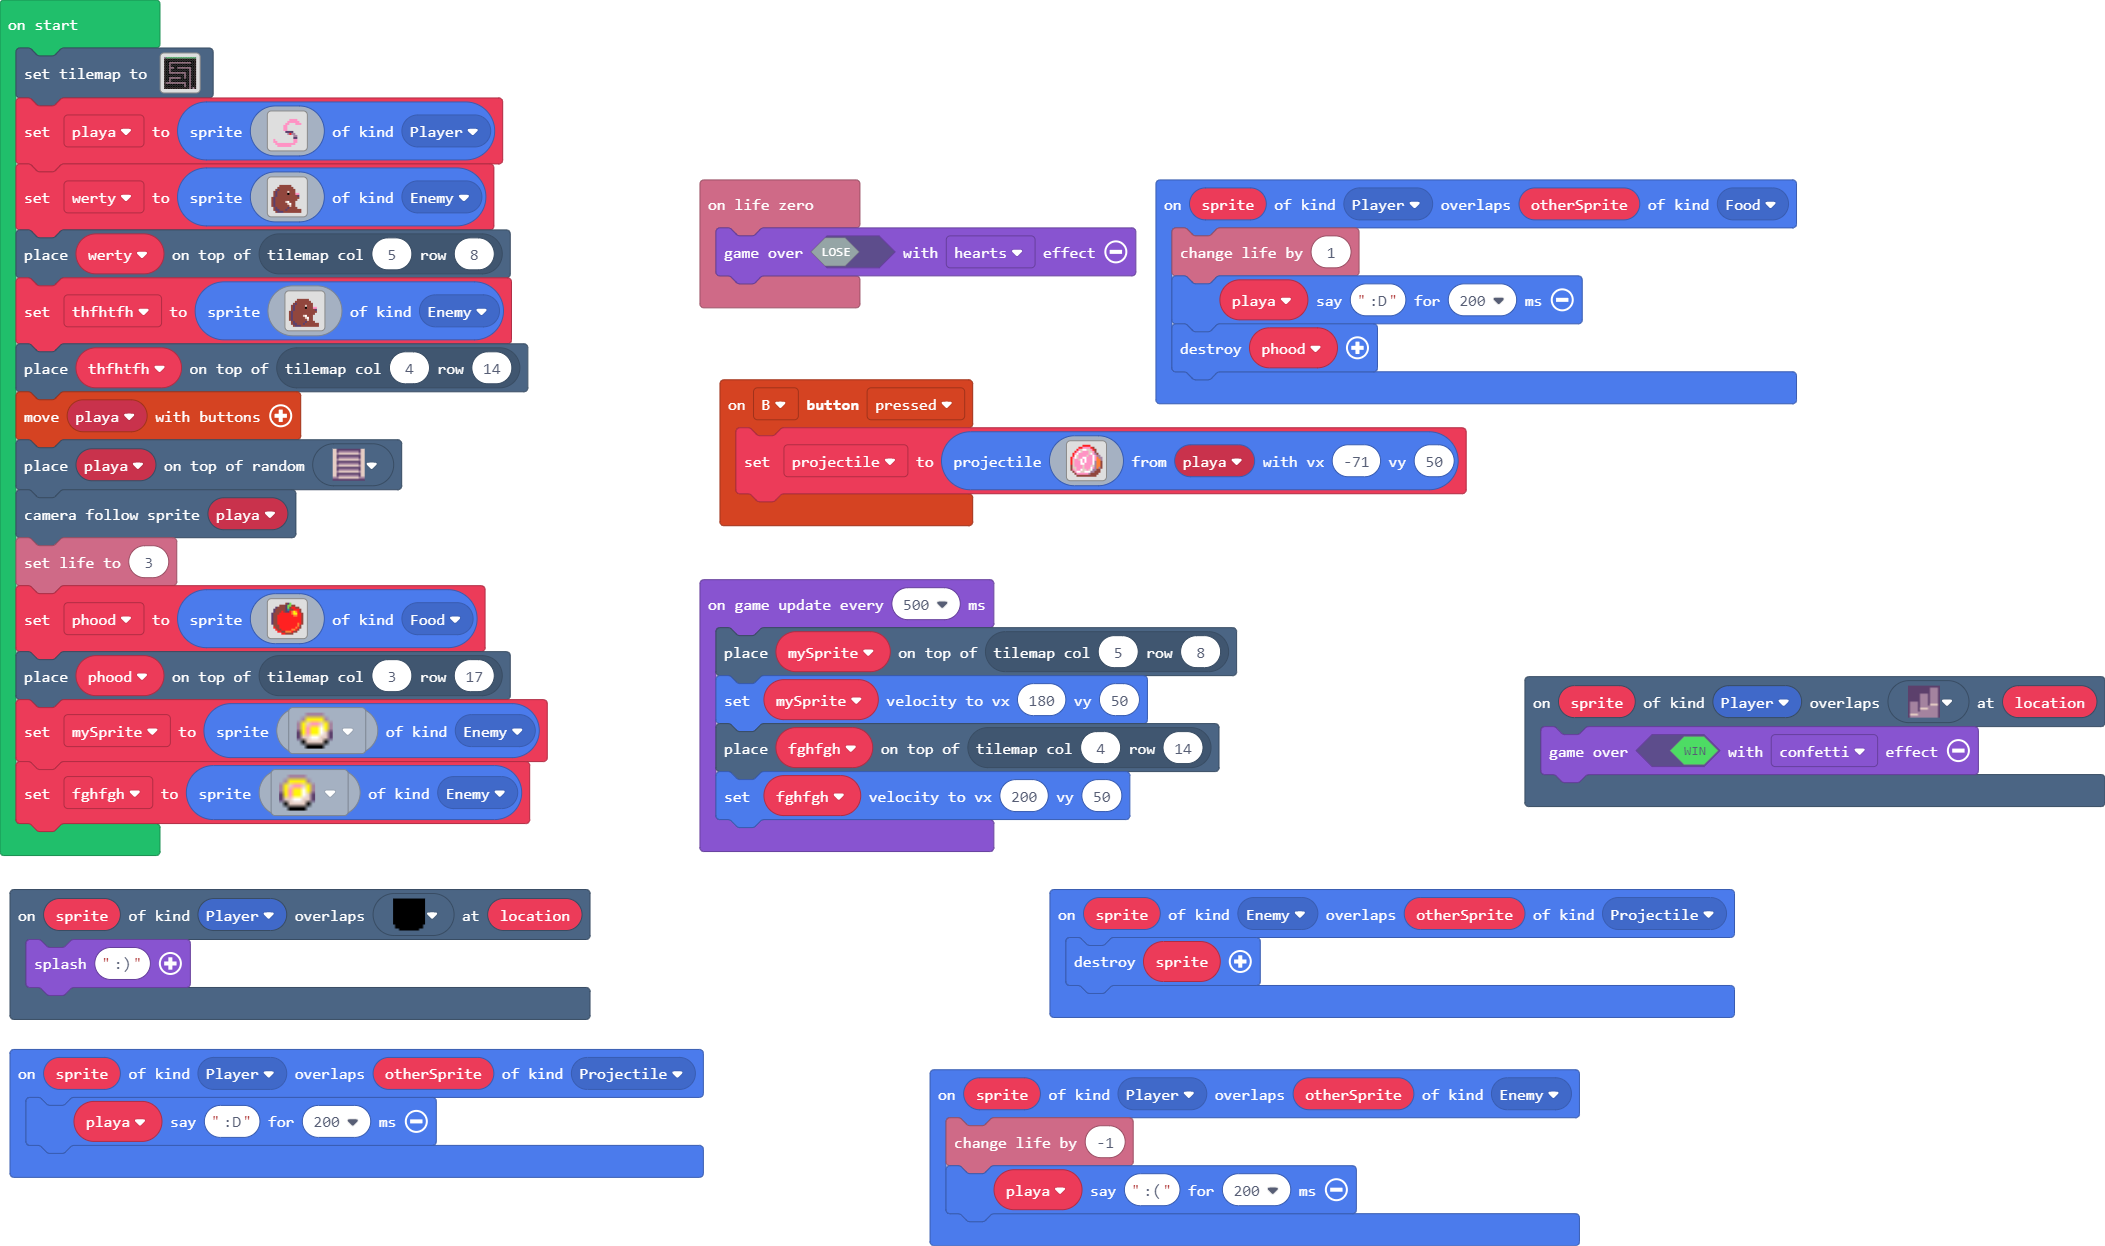 on start
set tilemap to
set playa to sprite of kind Player
set werty to sprite of kind Enemy
place werty on top of tilemap col 5 row 8
set thfhtfh to sprite of kind Enemy
place thfhtfh on top of tilemap col 4 row 14
move playa with buttons
place playa on top of random
camera follow sprite playa
set life to 3
set phood to sprite of kind Food
place phood on top of tilemap col 3 row 17
set mySprite to sprite of kind Enemy
set fghfgh to sprite of kind Enemy
on life zero
game over LOSE with hearts effect
on sprite of kind Player overlaps otherSprite of kind Food
change life by 1
playa say ":D" for 200 ms
destroy phood
on B button pressed
set projectile to projectile from playa with vx -71 vy 50
on game update every 500 ms
place mySprite on top of tilemap col 5 row 8
set mySprite velocity to vx 180 vy 50
place fghfgh on top of tilemap col 4 row 14
set fghfgh velocity to vx 200 vy 50
on sprite of kind Player overlaps at location
game over WIN with confetti effect
on sprite of kind Player overlaps at location
splash ":)"
on sprite of kind Enemy overlaps otherSprite of kind Projectile
destroy sprite
on sprite of kind Player overlaps otherSprite of kind Projectile
playa say ":D" for 200 ms
on sprite of kind Player overlaps otherSprite of kind Enemy
change life by -1
playa say ":(" for 200 ms